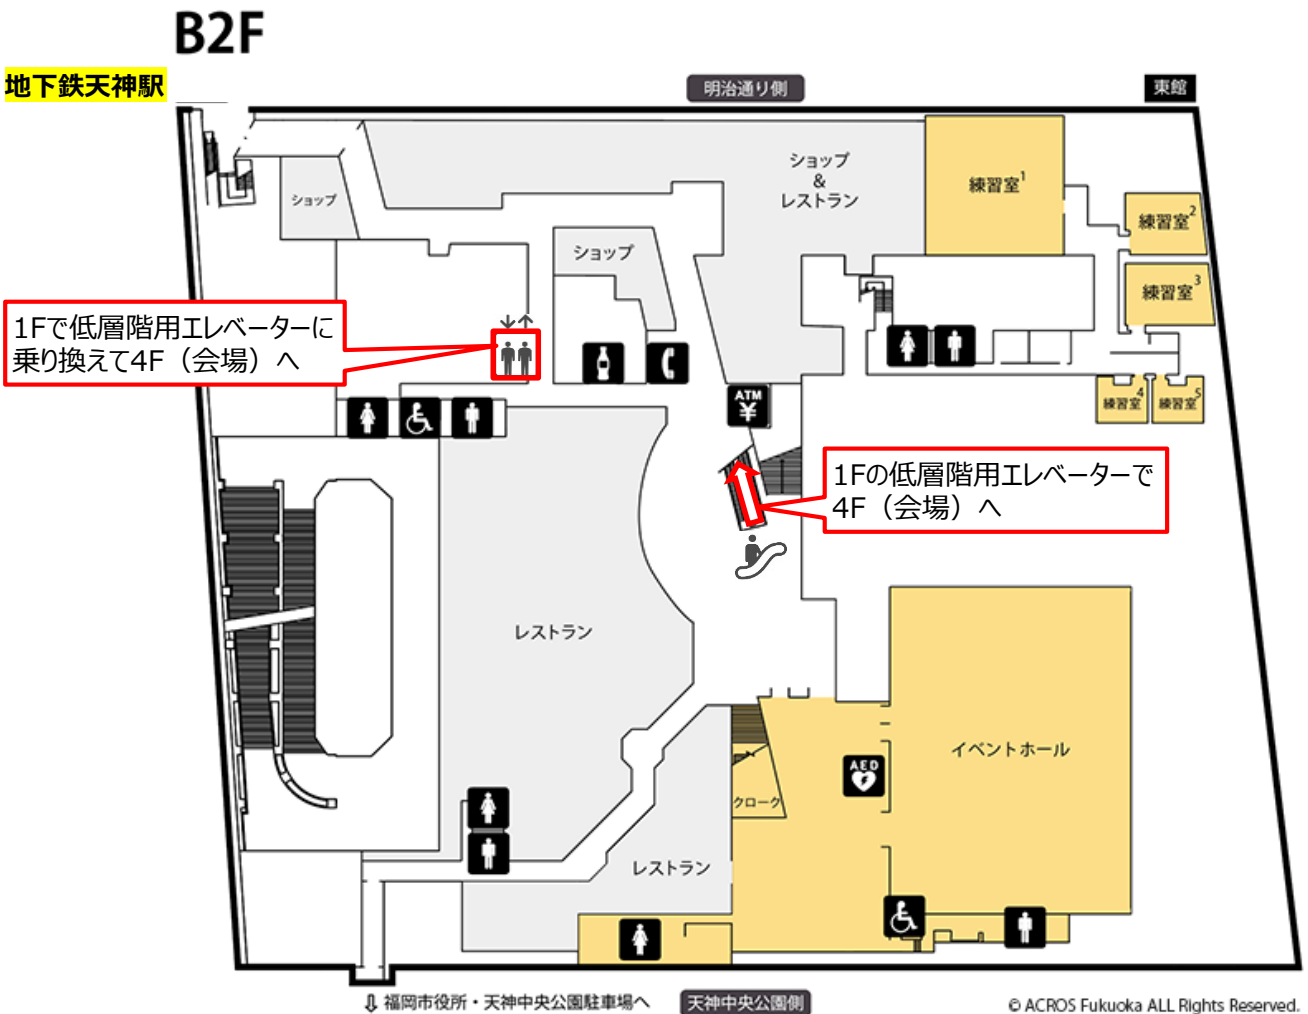 B2F
地下鉄天神駅
明治通り側
東館
ショップ
&
レストラン
練習室1
練習室2
ショップ
ショップ
練習室3
1Fで低層階用エレベーターに
乗り換えて4F（会場）へ
ATM
¥
練習室4
練習室5
1Fの低層階用エレベーターで
4F（会場）へ
レストラン
イベントホール
AED
クローク
レストラン
⇩ 福岡市役所・天神中央公園駐車場へ
天神中央公園側
© ACROS Fukuoka ALL Rights Reserved.